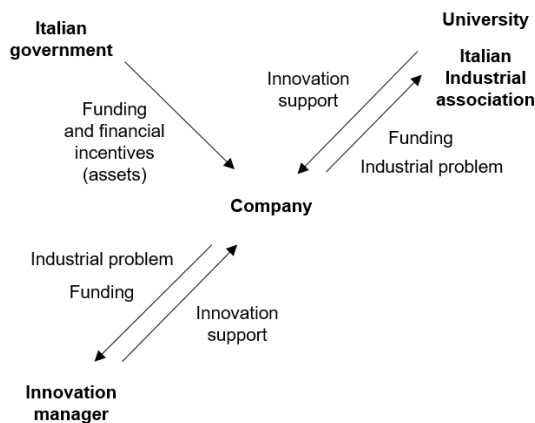 Italian
government
University
Italian
Industrial
association
Innovation
support
Funding
and financial
incentives
(assets)
Funding
Industrial problem
Company
Industrial problem
Funding
Innovation
support
Innovation
manager